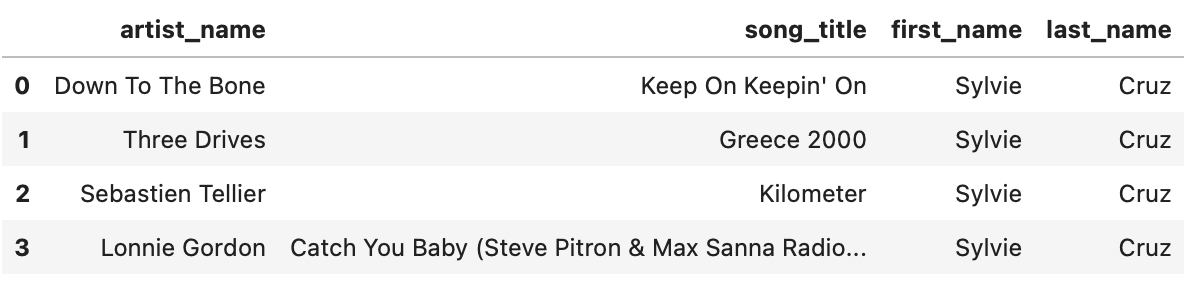 artist_name song_title first_name last_name
0 Down To The Bone Keep On Keepin' On Sylvie Cruz
1 Three Drives Greece 2000 Sylvie Cruz
2 Sebastien Tellier Kilometer Sylvie Cruz
3 Lonnie Gordon Catch You Baby (Steve Pitron & Max Sanna Radio... Sylvie Cruz